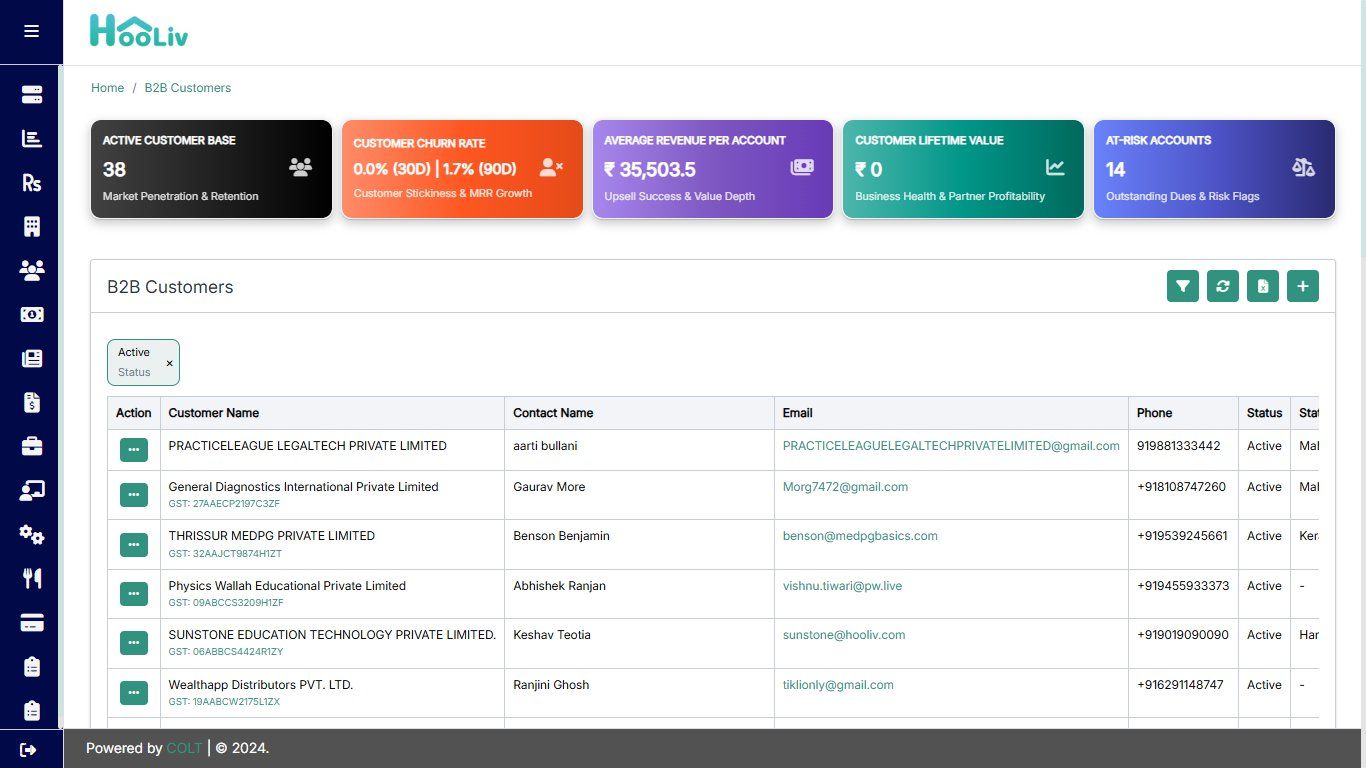 HooLiv
Home / B2B Customers
ACTIVE CUSTOMER BASE
38
Market Penetration & Retention
CUSTOMER CHURN RATE
0.0% (30D) | 1.7% (90D)
Customer Stickiness & MRR Growth
AVERAGE REVENUE PER ACCOUNT
₹ 35,503.5
Upsell Success & Value Depth
CUSTOMER LIFETIME VALUE
₹ 0
Business Health & Partner Profitability
AT-RISK ACCOUNTS
14
Outstanding Dues & Risk Flags
Rs
B2B Customers
Active
Status
×
Action Customer Name Contact Name Email Phone Status Stat
PRACTICELEAGUE LEGALTECH PRIVATE LIMITED aarti bullani PRACTICELEAGUELEGALTECHPRIVATELIMITED@gmail.com 919881333442 Active Mal
General Diagnostics International Private Limited Gaurav More Morg7472@gmail.com +918108747260 Active Mal
GST: 27AAECP2197C3ZF
THRISSUR MEDPG PRIVATE LIMITED Benson Benjamin benson@medpgbasics.com +919539245661 Active Ker
GST: 32AAJCT9874H1ZT
Physics Wallah Educational Private Limited Abhishek Ranjan vishnu.tiwari@pw.live +919455933373 Active -
GST: 09ABCCS3209H1ZF
SUNSTONE EDUCATION TECHNOLOGY PRIVATE LIMITED. Keshav Teotia sunstone@hooliv.com +919019090090 Active Har
GST: 06ABBCS4424R1ZY
Wealthapp Distributors PVT. LTD. Ranjini Ghosh tiklionly@gmail.com +916291148747 Active -
GST: 19AABCW2175L1ZX
Powered by COLT | © 2024.